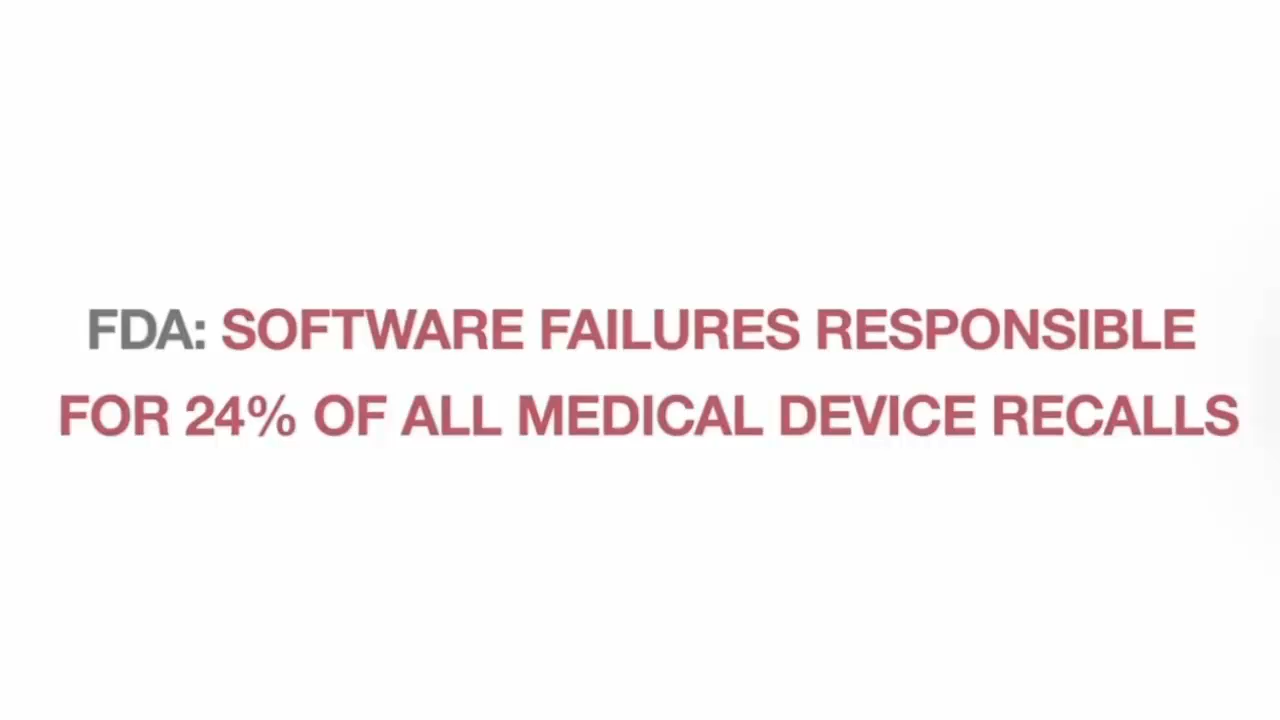 FDA: SOFTWARE FAILURES RESPONSIBLE
FOR 24% OF ALL MEDICAL DEVICE RECALLS